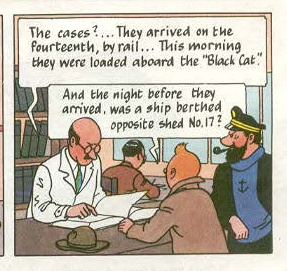 The cases?... They arrived on the
fourteenth, by rail... This morning
they were loaded aboard the "Black Cat".
And the night before they
arrived, was a ship berthed
opposite shed No. 17?